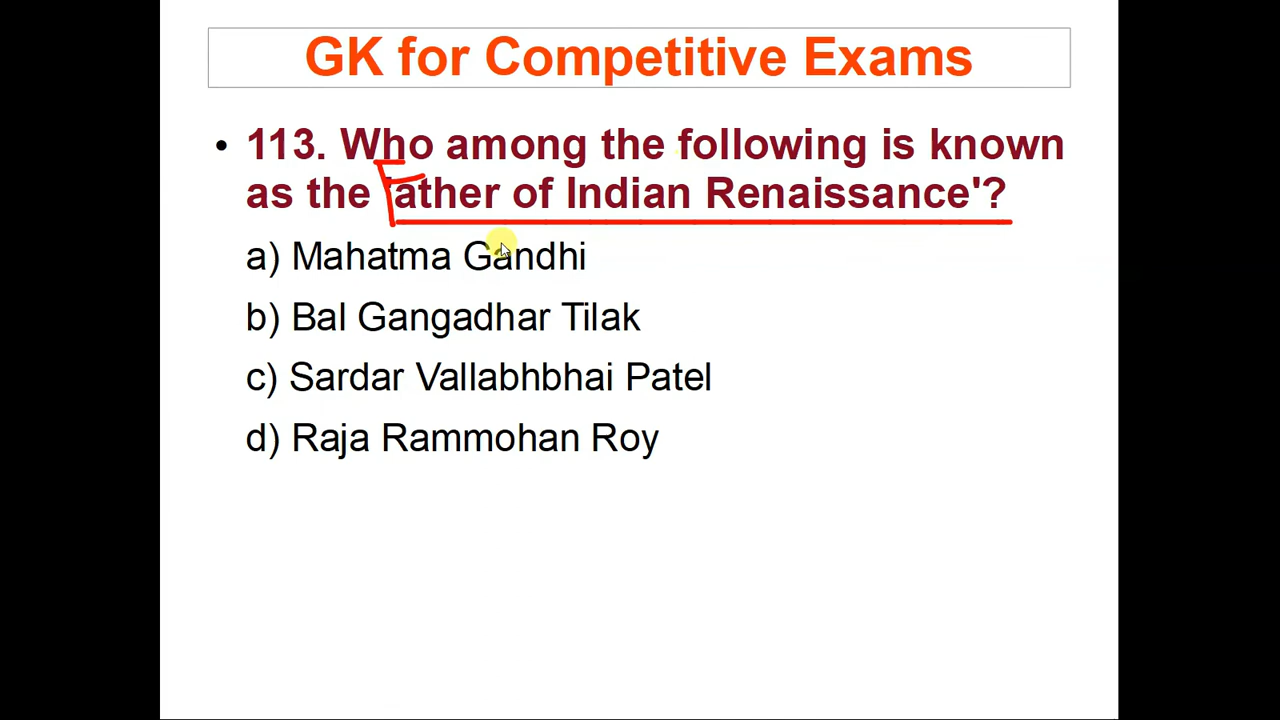 GK for Competitive Exams
• 113. Who among the following is known
as the Father of Indian Renaissance'?
a) Mahatma Gandhi
b) Bal Gangadhar Tilak
c) Sardar Vallabhbhai Patel
d) Raja Rammohan Roy